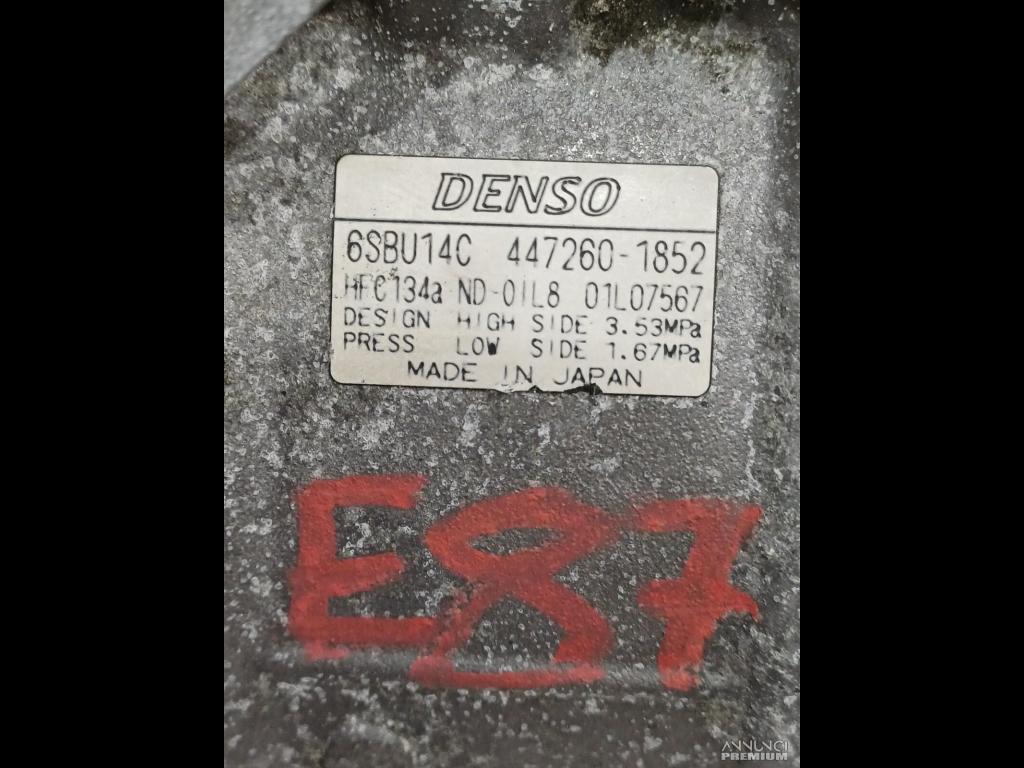 DENSO
6SBU14C 447260-1852
HFC134a ND-OIL8 01L07567
DESIGN HIGH SIDE 3.53MPa
PRESS LOW SIDE 1.67MPa
MADE IN JAPAN
E87
ANNUNCI
PREMIUM